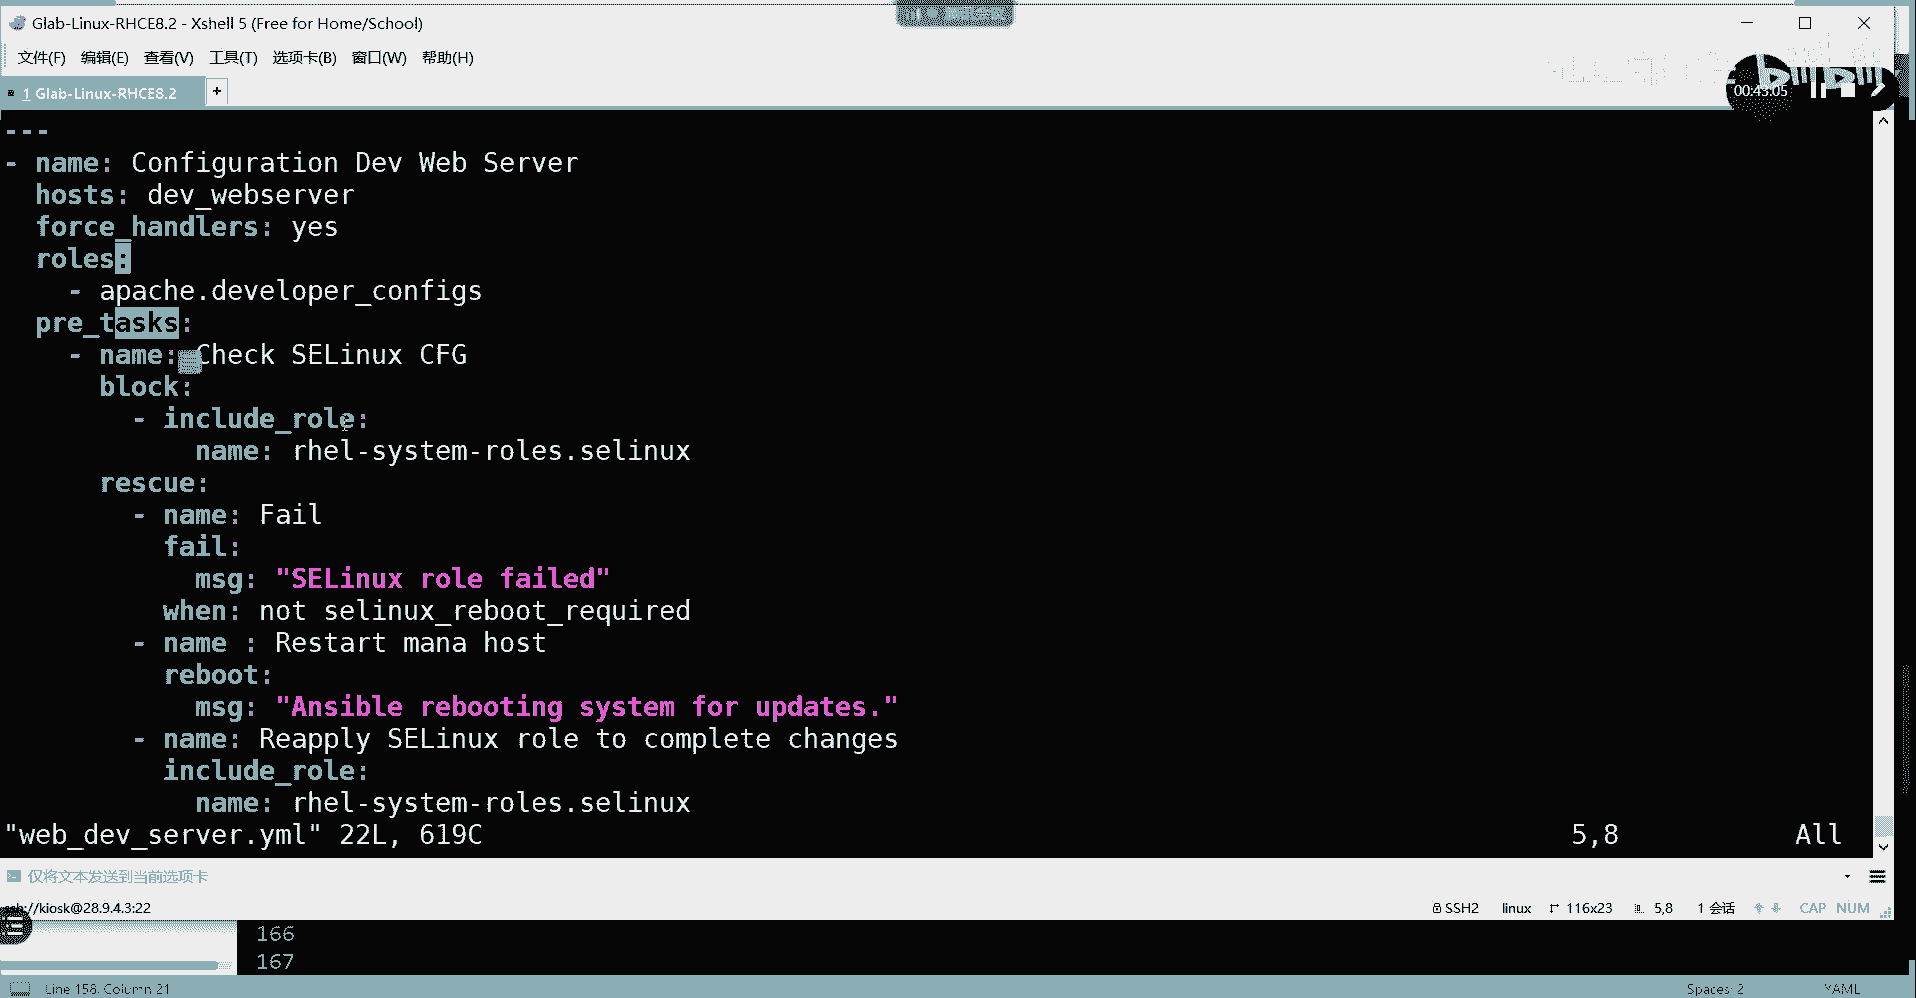 Glab-Linux-RHCE8.2 - Xshell 5 (Free for Home/School)
文件(F) 编辑(E) 查看(V) 工具(T) 选项卡(B) 窗口(W) 帮助(H)
1 Glab-Linux-RHCE8.2 +
00:43:05
---
- name: Configuration Dev Web Server
  hosts: dev_webserver
  force_handlers: yes
  roles:
    - apache.developer_configs
  pre_tasks:
    - name: Check SELinux CFG
      block:
        - include_role:
            name: rhel-system-roles.selinux
      rescue:
        - name: Fail
          fail:
            msg: "SELinux role failed"
          when: not selinux_reboot_required
        - name : Restart mana host
          reboot:
            msg: "Ansible rebooting system for updates."
        - name: Reapply SELinux role to complete changes
          include_role:
            name: rhel-system-roles.selinux
"web_dev_server.yml" 22L, 619C 5,8 All
仅将文本发送到当前选项卡
ssh://kiosk@28.9.4.3:22 SSH2 linux 116x23 5,8 1 会话 CAP NUM
166
167
Line 158, Column 21 Spaces: 2 YAML